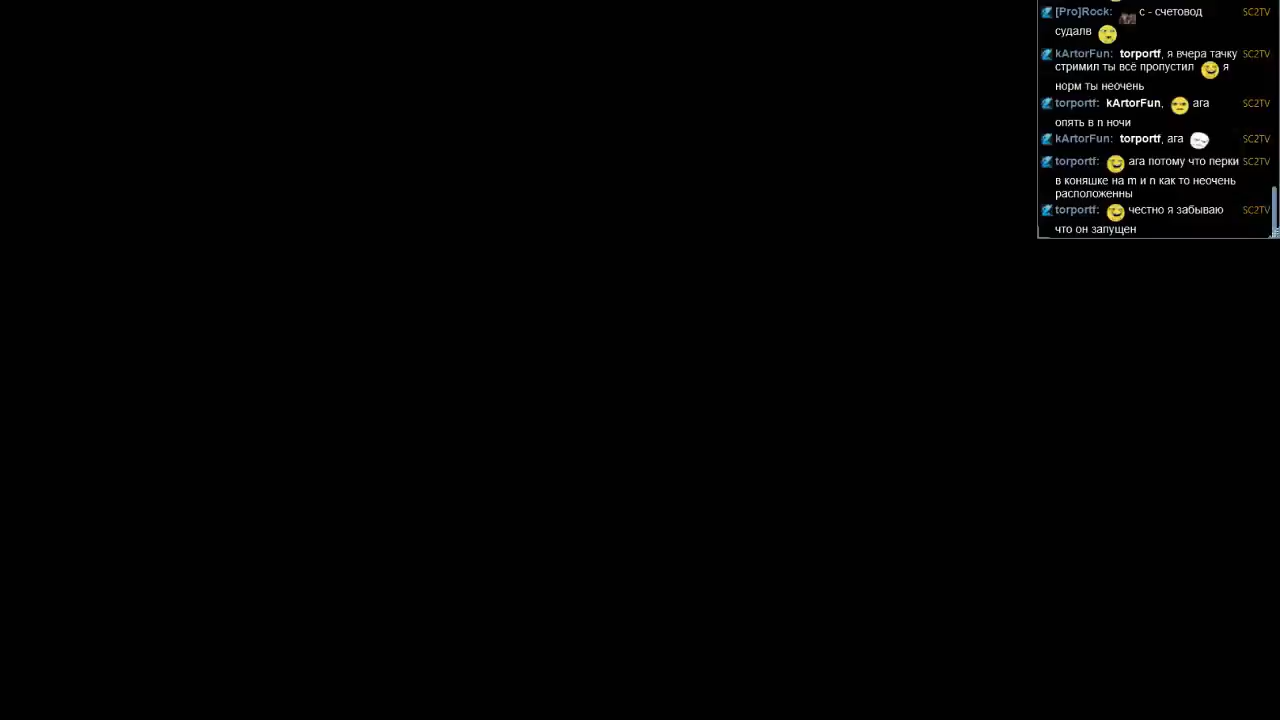 [Pro]Rock: с - счетовод SC2TV
судалв
kArtorFun: torportf, я вчера тачку SC2TV
стримил ты всё пропустил я
норм ты неочень
torportf: kArtorFun, ага SC2TV
опять в n ночи
kArtorFun: torportf, ага SC2TV
torportf: ага потому что перки SC2TV
в коняшке на m и n как то неочень
расположенны
torportf: честно я забываю SC2TV
что он запущен